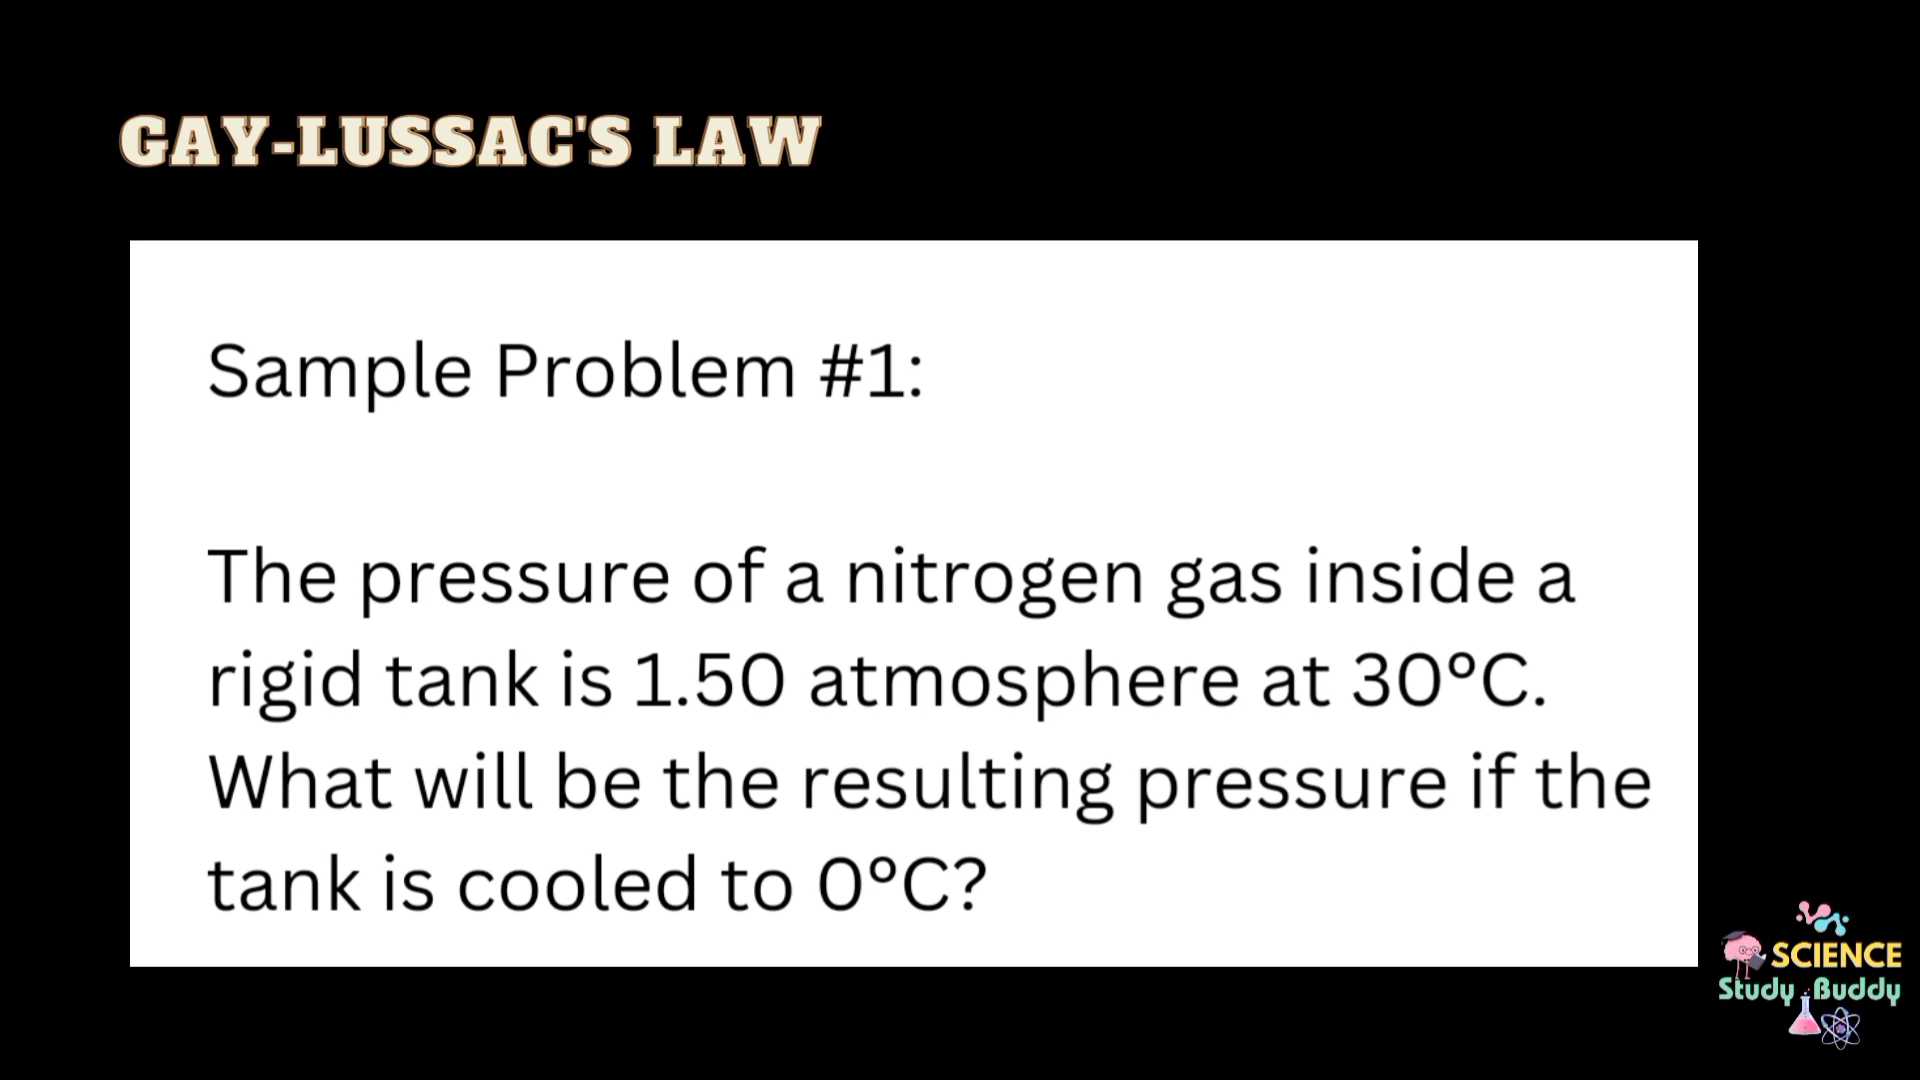 GAY-LUSSAC'S LAW
Sample Problem #1:
The pressure of a nitrogen gas inside a
rigid tank is 1.50 atmosphere at 30°C.
What will be the resulting pressure if the
tank is cooled to 0°C?
SCIENCE
Study Buddy